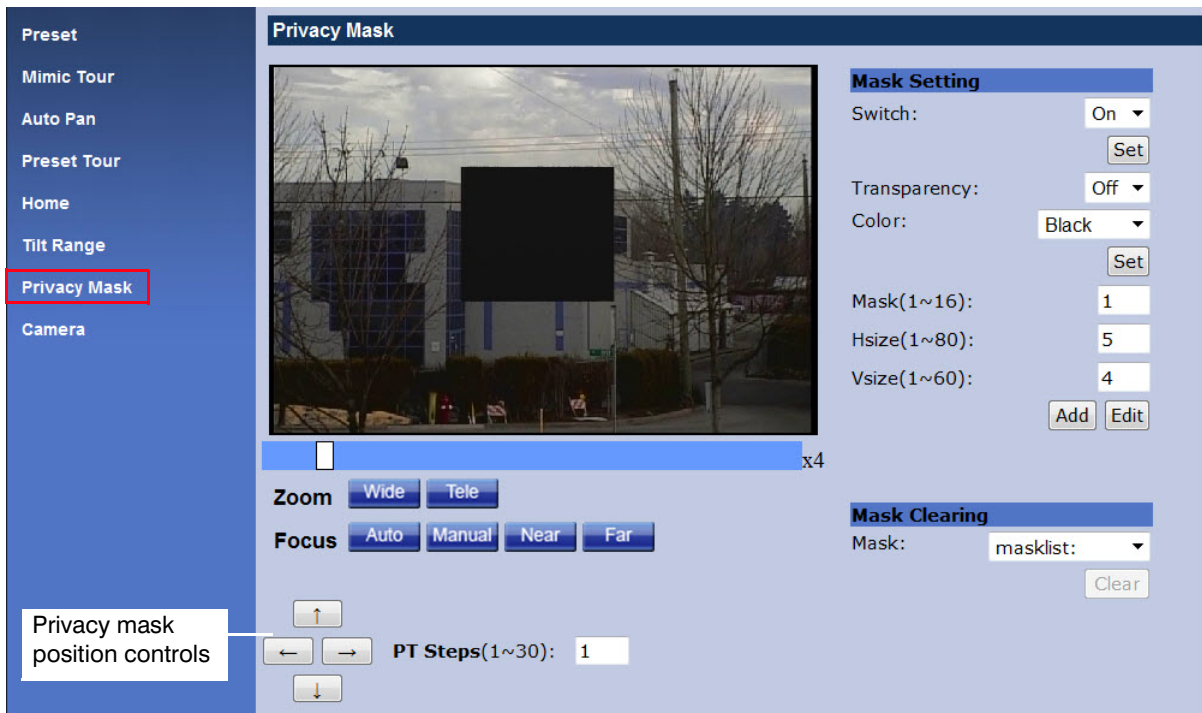 Preset
Mimic Tour
Auto Pan
Preset Tour
Home
Tilt Range
Privacy Mask
Camera
Privacy Mask
x4
Zoom Wide Tele
Focus Auto Manual Near Far
↑
← → PT Steps(1~30): 1
↓
Privacy mask
position controls
Mask Setting
Switch: On
Set
Transparency: Off
Color: Black
Set
Mask(1~16): 1
Hsize(1~80): 5
Vsize(1~60): 4
Add Edit
Mask Clearing
Mask: masklist:
Clear